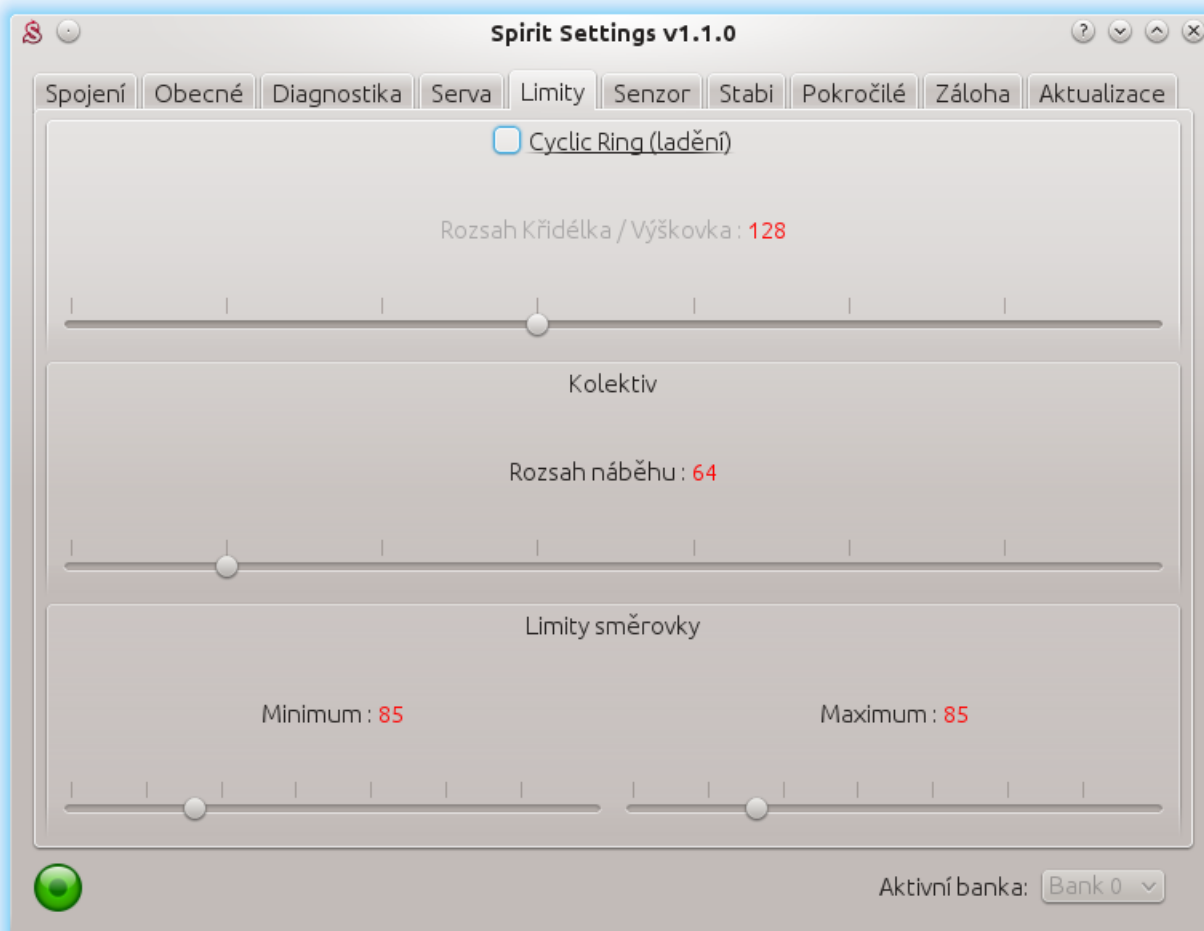 Spirit Settings v1.1.0
Spojení Obecné Diagnostika Serva Limity Senzor Stabi Pokročilé Záloha Aktualizace
Cyclic Ring (ladění)
Rozsah Křidélka / Výškovka : 128
Kolektiv
Rozsah náběhu : 64
Limity směrovky
Minimum : 85 Maximum : 85
Aktivní banka: Bank 0